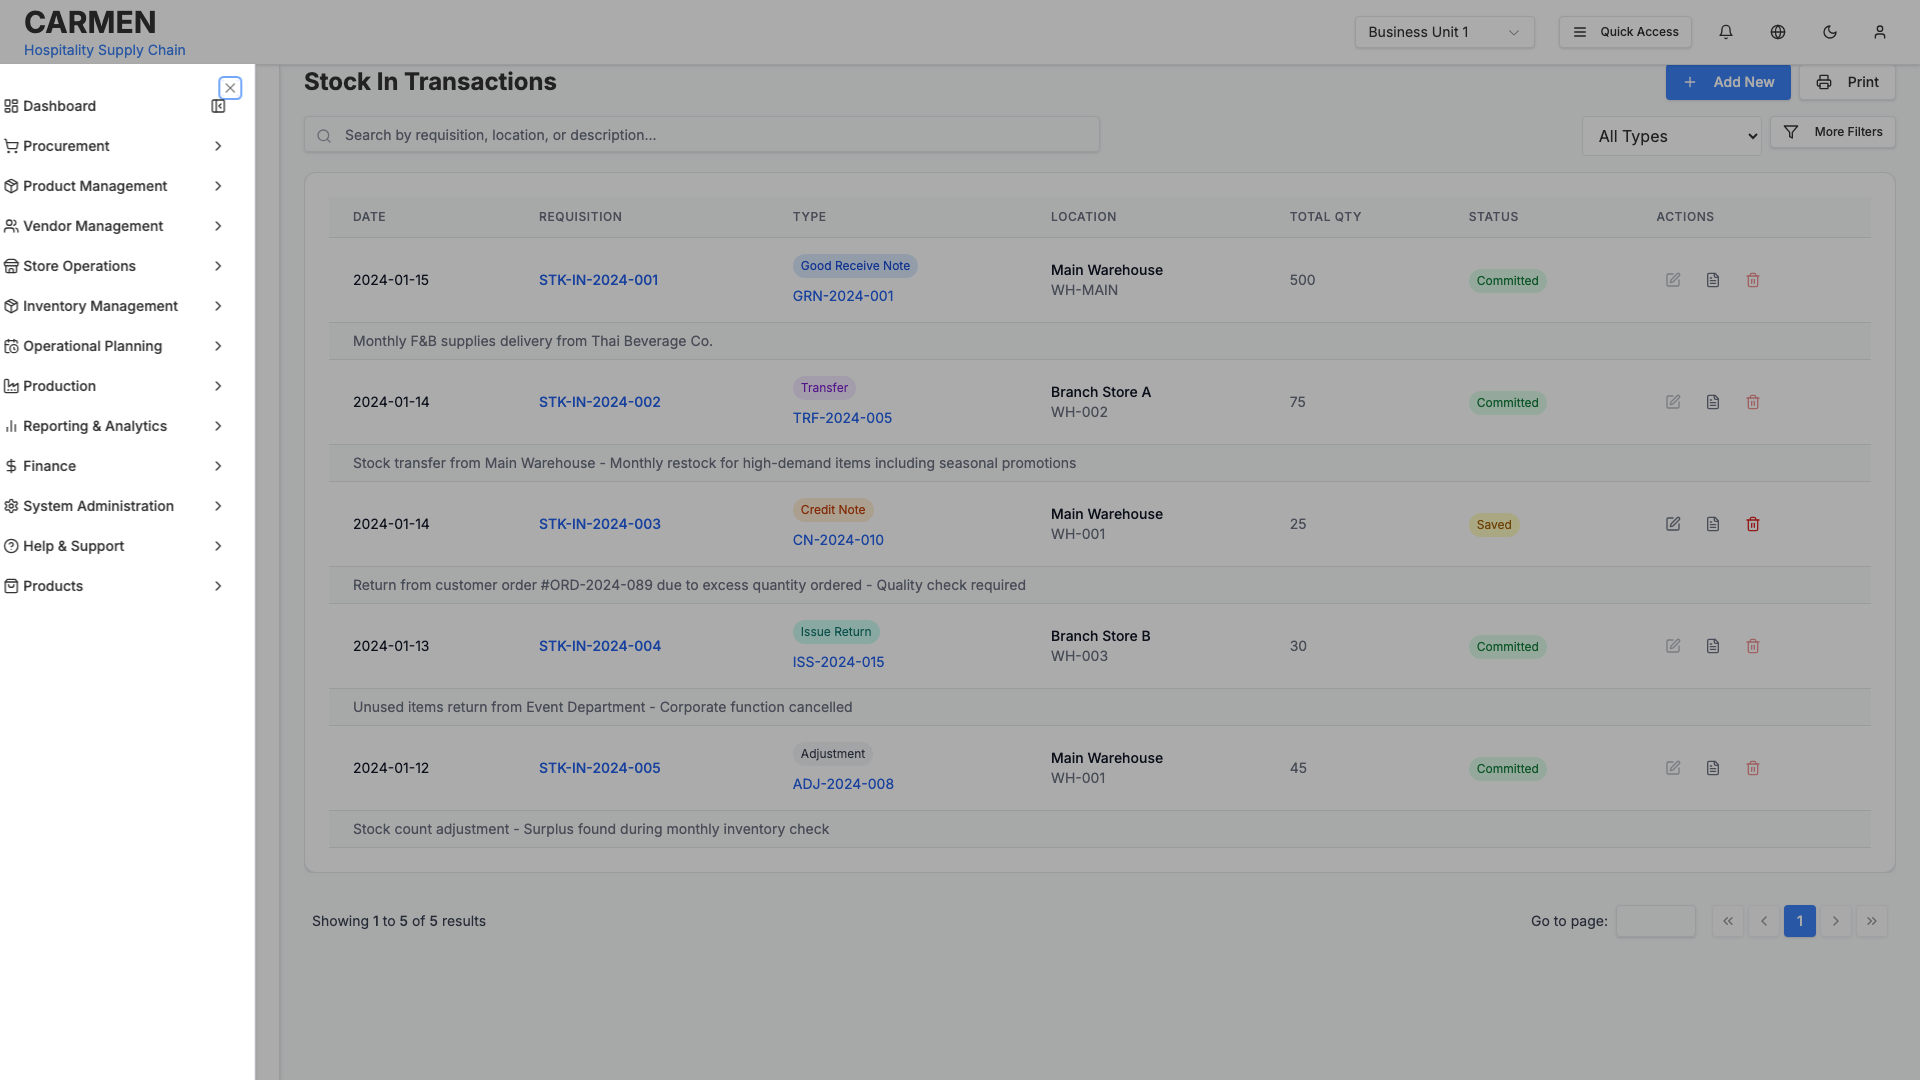 CARMEN
Hospitality Supply Chain
Business Unit 1
Quick Access
Dashboard
Procurement
Product Management
Vendor Management
Store Operations
Inventory Management
Operational Planning
Production
Reporting & Analytics
Finance
System Administration
Help & Support
Products
Stock In Transactions
Add New
Print
Search by requisition, location, or description...
All Types
More Filters
DATE REQUISITION TYPE LOCATION TOTAL QTY STATUS ACTIONS
2024-01-15 STK-IN-2024-001 Good Receive Note GRN-2024-001 Main Warehouse WH-MAIN 500 Committed
Monthly F&B supplies delivery from Thai Beverage Co.
2024-01-14 STK-IN-2024-002 Transfer TRF-2024-005 Branch Store A WH-002 75 Committed
Stock transfer from Main Warehouse - Monthly restock for high-demand items including seasonal promotions
2024-01-14 STK-IN-2024-003 Credit Note CN-2024-010 Main Warehouse WH-001 25 Saved
Return from customer order #ORD-2024-089 due to excess quantity ordered - Quality check required
2024-01-13 STK-IN-2024-004 Issue Return ISS-2024-015 Branch Store B WH-003 30 Committed
Unused items return from Event Department - Corporate function cancelled
2024-01-12 STK-IN-2024-005 Adjustment ADJ-2024-008 Main Warehouse WH-001 45 Committed
Stock count adjustment - Surplus found during monthly inventory check
Showing 1 to 5 of 5 results
Go to page:
1